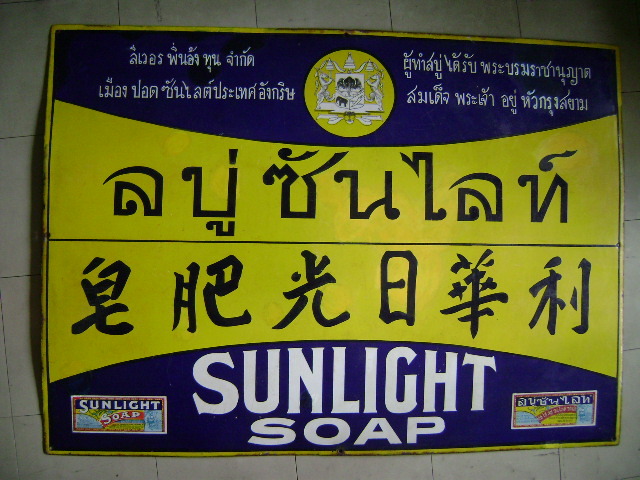 ลิเวอร พี่นอ้ง ทุน จำกัด
เมือง ปอด ซันไลต์ประเทศอังกริษ
ผู้ทำสบู่ได้รับ พระบรมราชานุญาต
สมเด็จ พระเจ้า อยู่ หัวกรุงสยาม
ลบู่ ซันไลท์
皂肥光日華利
SUNLIGHT
SOAP
SUNLIGHT
SOAP
ลบู่ซันไลท์